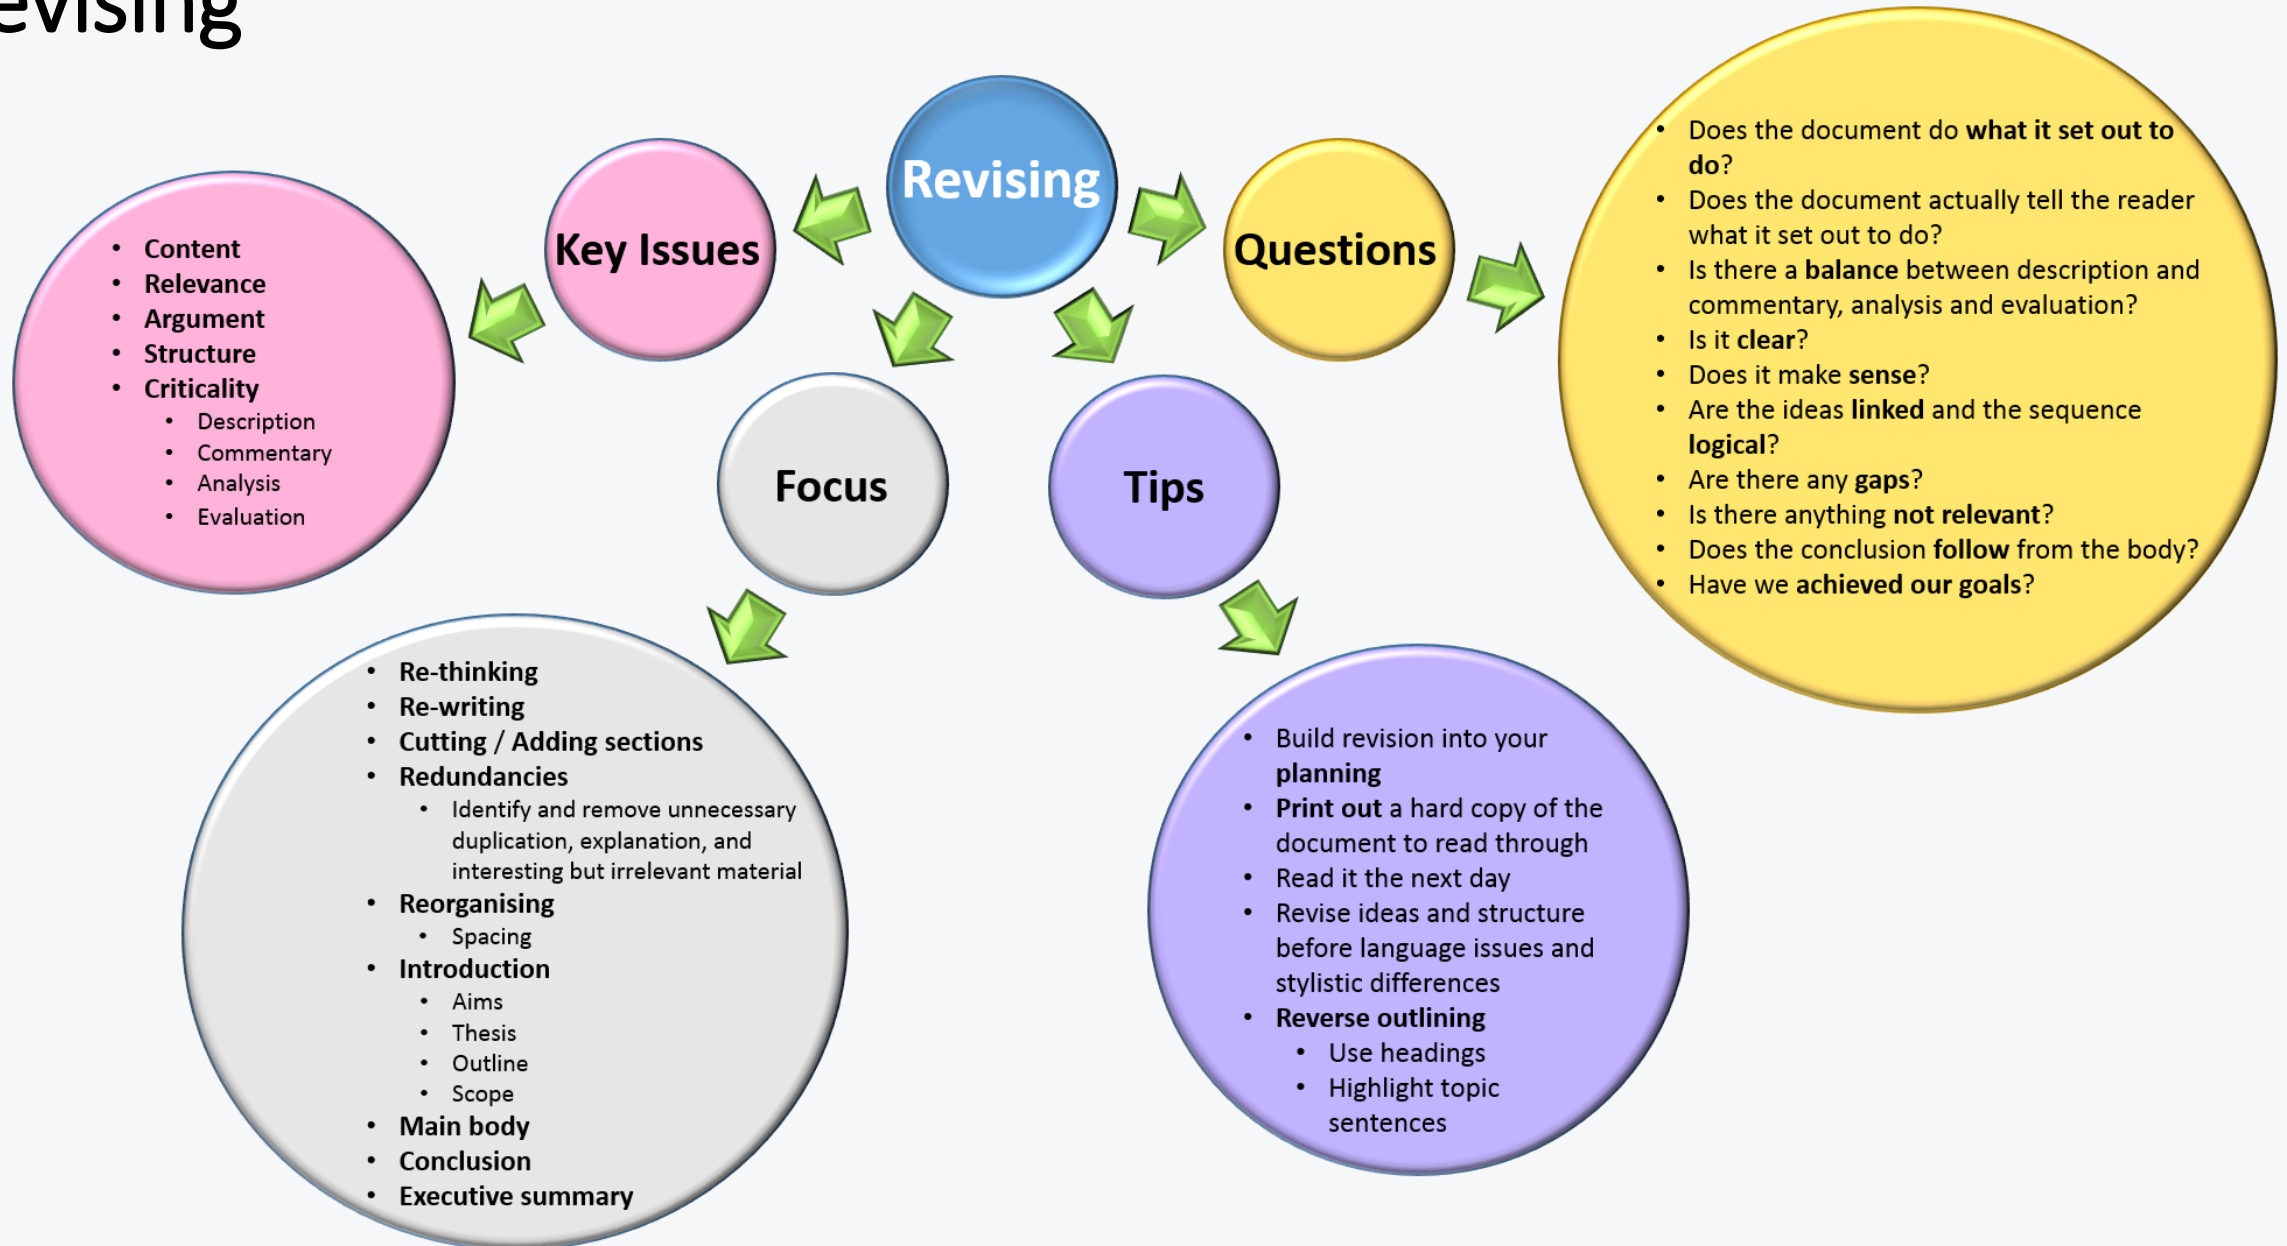 evising
Revising
Key Issues
Questions
Focus
Tips
• Content
• Relevance
• Argument
• Structure
• Criticality
• Description
• Commentary
• Analysis
• Evaluation
• Re-thinking
• Re-writing
• Cutting / Adding sections
• Redundancies
• Identify and remove unnecessary
duplication, explanation, and
interesting but irrelevant material
• Reorganising
• Spacing
• Introduction
• Aims
• Thesis
• Outline
• Scope
• Main body
• Conclusion
• Executive summary
• Build revision into your
planning
• Print out a hard copy of the
document to read through
• Read it the next day
• Revise ideas and structure
before language issues and
stylistic differences
• Reverse outlining
• Use headings
• Highlight topic
sentences
• Does the document do what it set out to
do?
• Does the document actually tell the reader
what it set out to do?
• Is there a balance between description and
commentary, analysis and evaluation?
• Is it clear?
• Does it make sense?
• Are the ideas linked and the sequence
logical?
• Are there any gaps?
• Is there anything not relevant?
• Does the conclusion follow from the body?
• Have we achieved our goals?